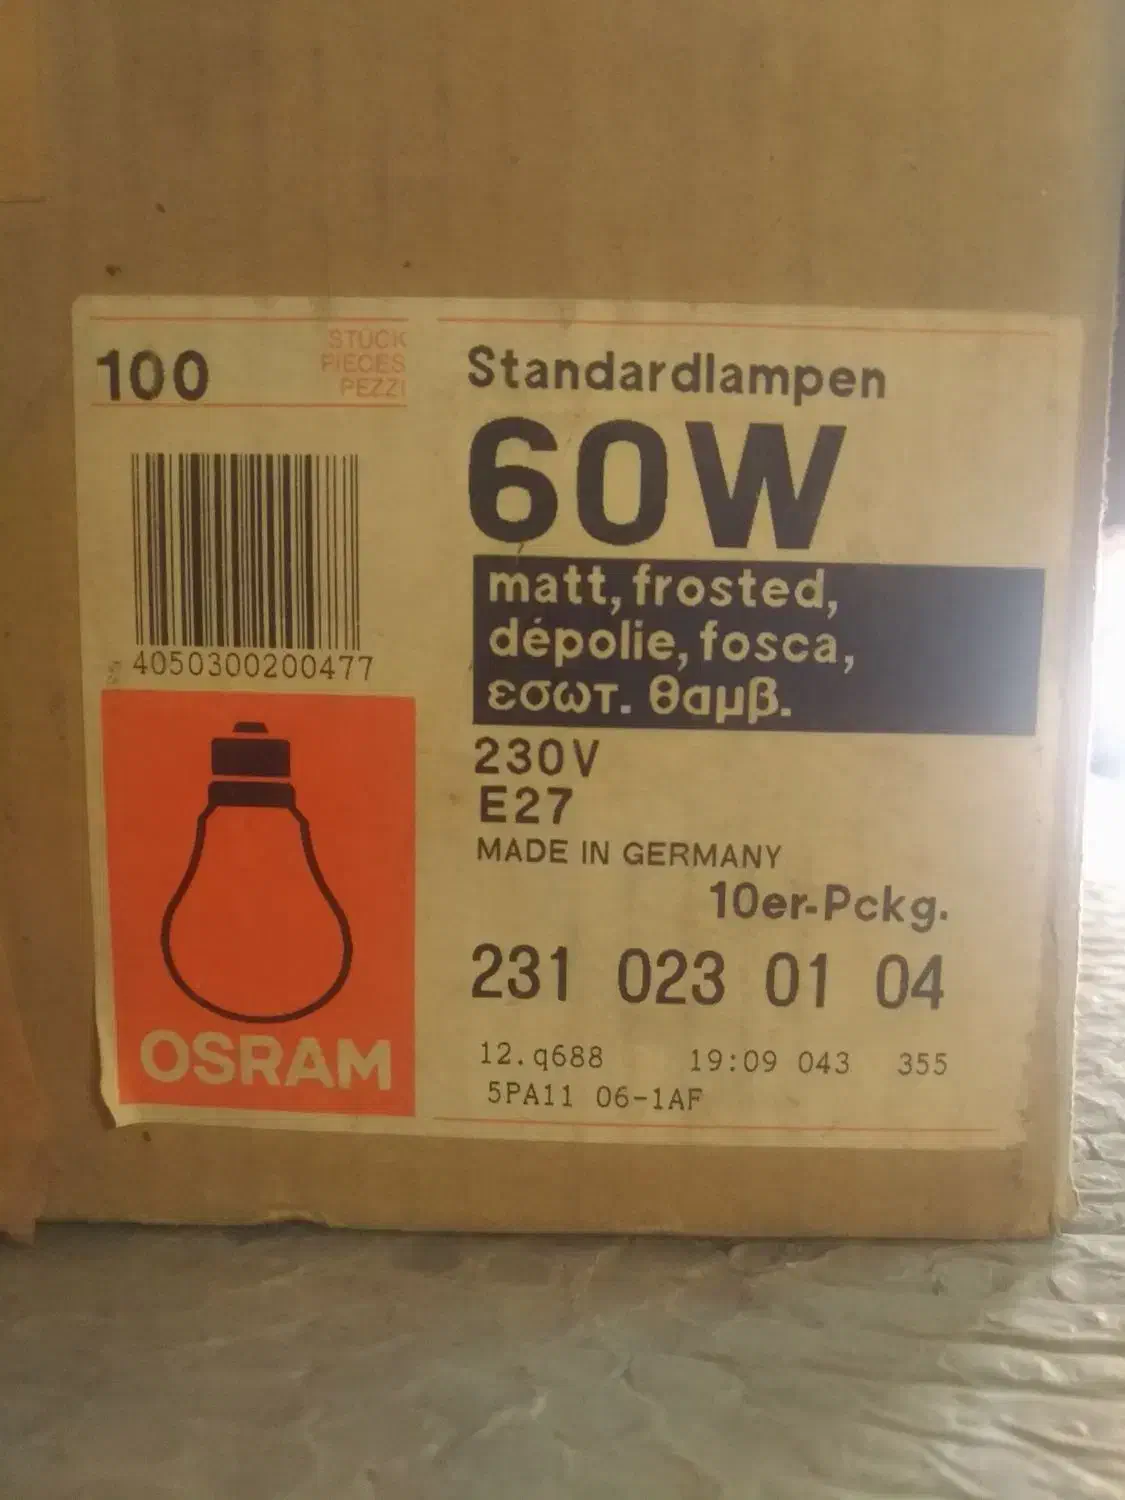 100
STÜCK
PIECES
PEZZI
4050300200477
OSRAM
Standardlampen
60W
matt, frosted,
dépolie, fosca,
εσωτ. θαμβ.
230V
E27
MADE IN GERMANY
10er-Pckg.
231 023 01 04
12.q688 19:09 043 355
5PA11 06-1AF